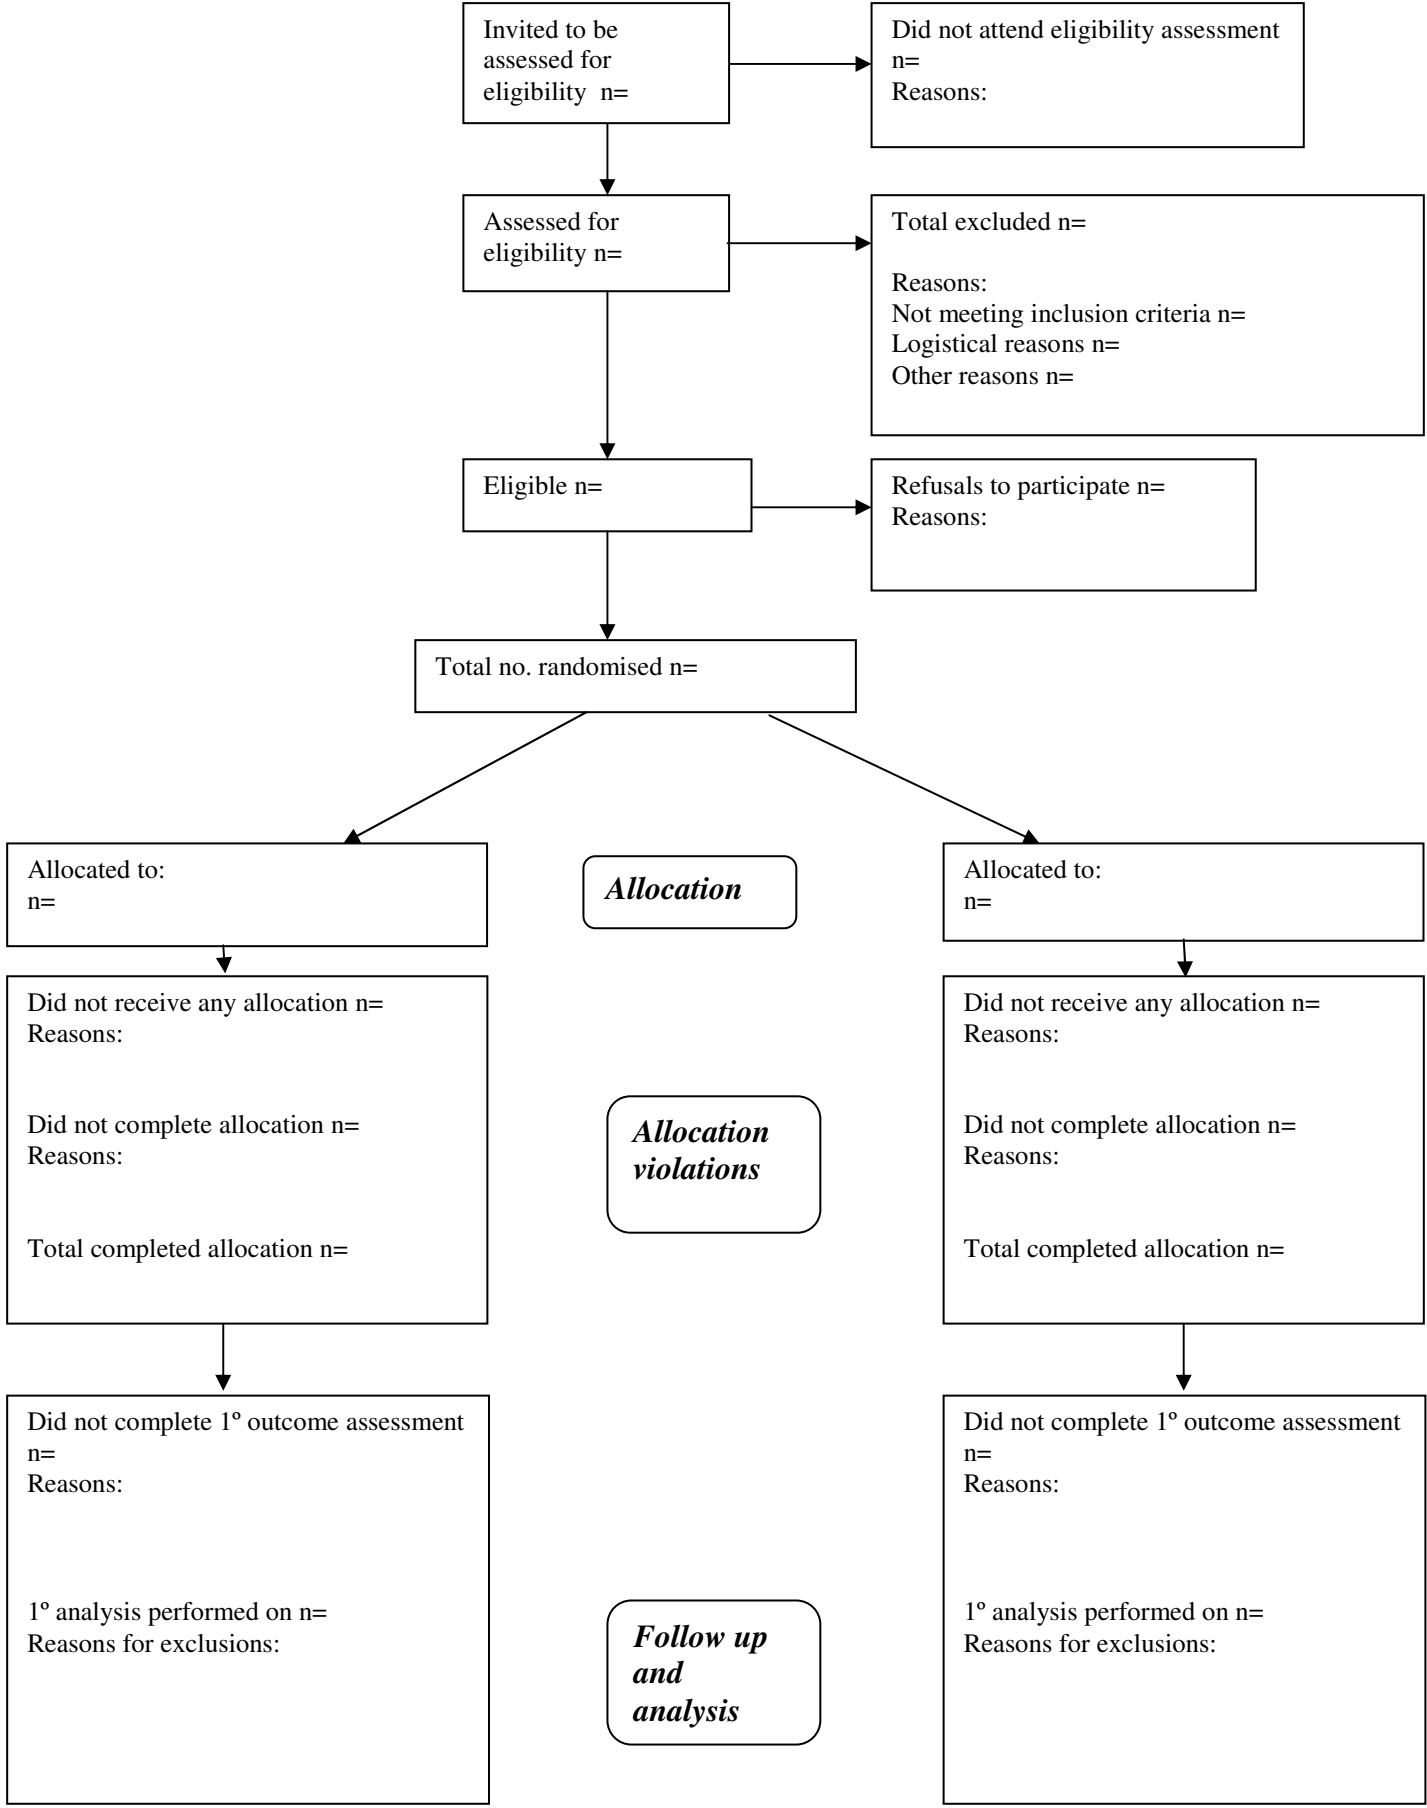 Invited to be
assessed for
eligibility  n=
Did not attend eligibility assessment
n=
Reasons:
Assessed for
eligibility n=
Total excluded n=
Reasons:
Not meeting inclusion criteria n=
Logistical reasons n=
Other reasons n=
Eligible n=
Refusals to participate n=
Reasons:
Total no. randomised n=
Allocated to:
n=
Allocation
Allocated to:
n=
Did not receive any allocation n=
Reasons:
Did not complete allocation n=
Reasons:
Total completed allocation n=
Allocation
violations
Did not receive any allocation n=
Reasons:
Did not complete allocation n=
Reasons:
Total completed allocation n=
Did not complete 1º outcome assessment
n=
Reasons:
1º analysis performed on n=
Reasons for exclusions:
Follow up
and
analysis
Did not complete 1º outcome assessment
n=
Reasons:
1º analysis performed on n=
Reasons for exclusions: